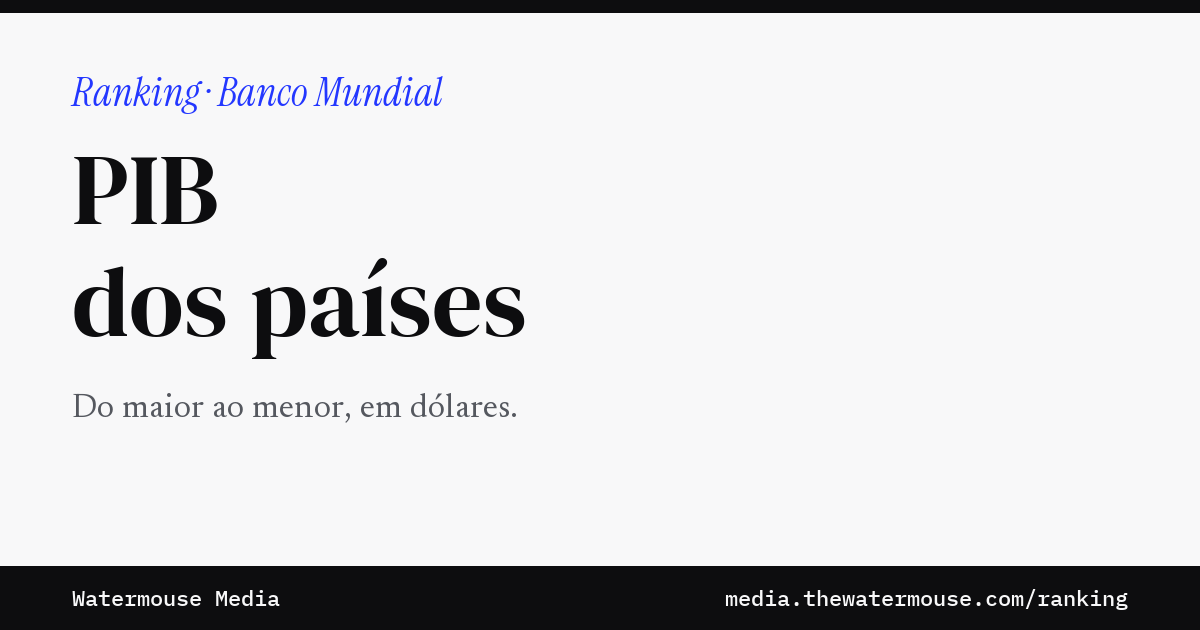 Ranking · Banco Mundial
PIB
dos países
Do maior ao menor, em dólares.
Watermouse Media
media.thewatermouse.com/ranking